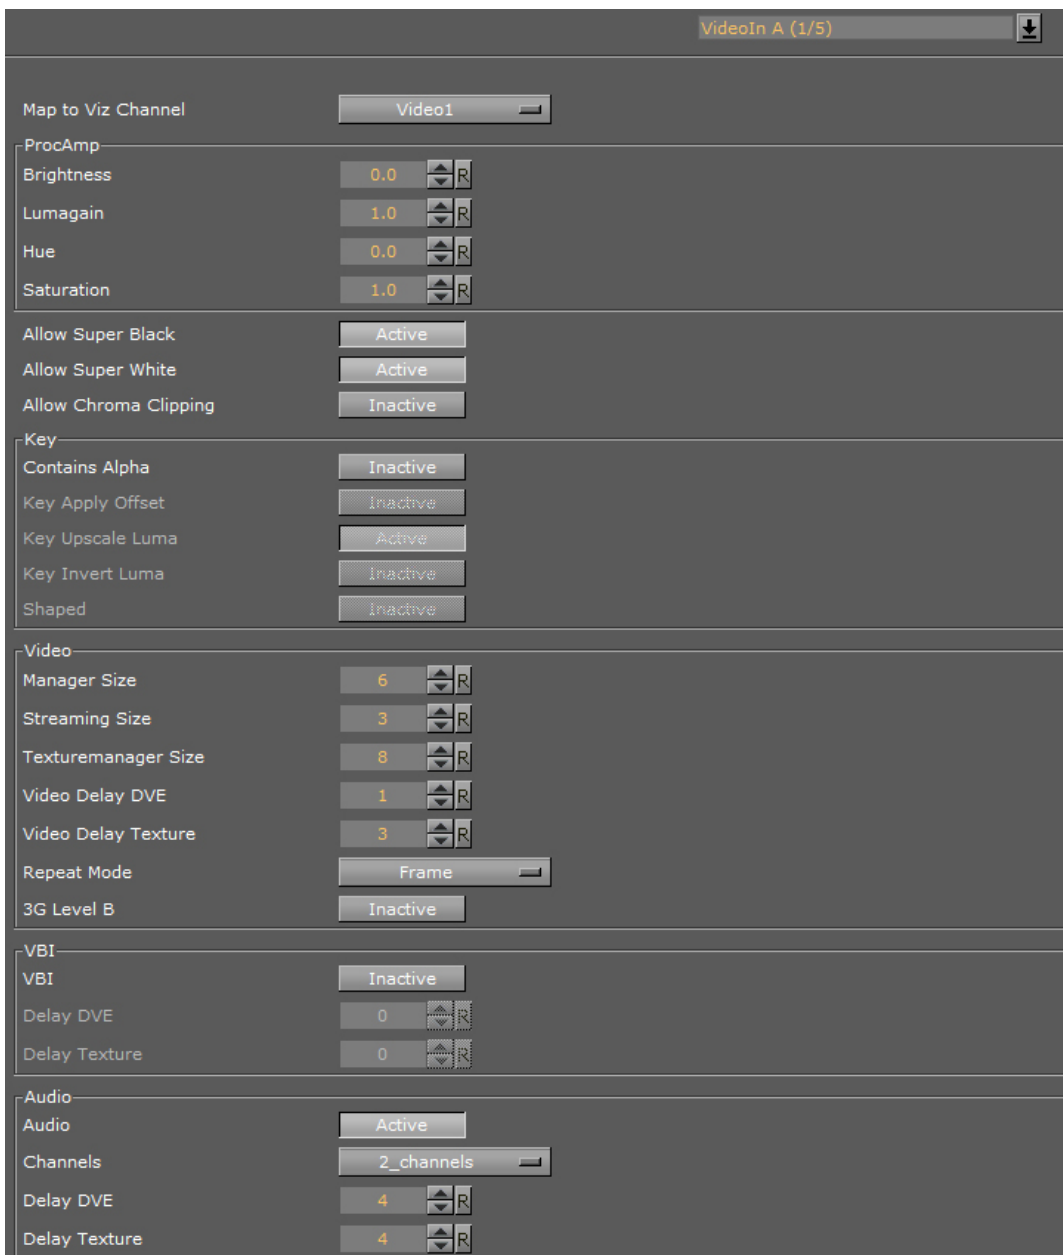 VideoIn A (1/5)
Map to Viz Channel Video1
ProcAmp
Brightness 0.0 R
Lumagain 1.0 R
Hue 0.0 R
Saturation 1.0 R
Allow Super Black Active
Allow Super White Active
Allow Chroma Clipping Inactive
Key
Contains Alpha Inactive
Key Apply Offset Inactive
Key Upscale Luma Active
Key Invert Luma Inactive
Shaped Inactive
Video
Manager Size 6 R
Streaming Size 3 R
Texturemanager Size 8 R
Video Delay DVE 1 R
Video Delay Texture 3 R
Repeat Mode Frame
3G Level B Inactive
VBI
VBI Inactive
Delay DVE 0 R
Delay Texture 0 R
Audio
Audio Active
Channels 2_channels
Delay DVE 4 R
Delay Texture 4 R